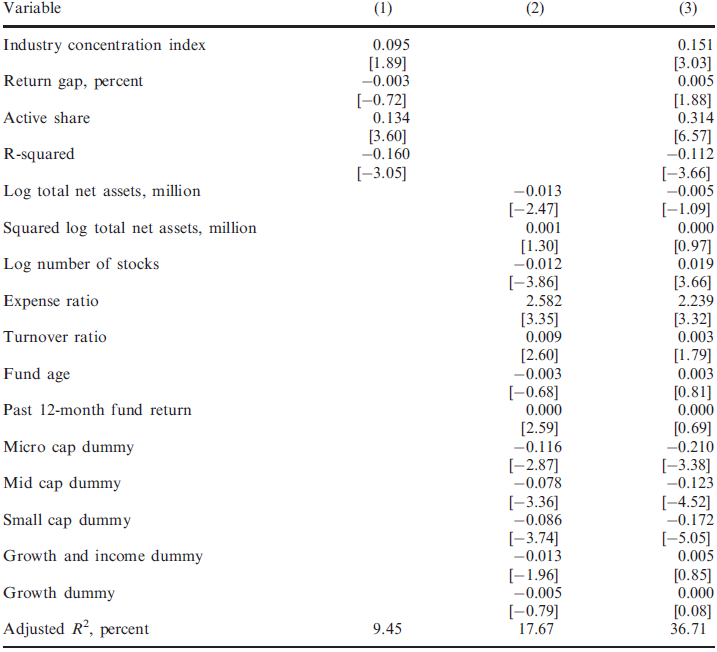 Variable (1) (2) (3)
Industry concentration index 0.095 0.151
[1.89] [3.03]
Return gap, percent −0.003 0.005
[−0.72] [1.88]
Active share 0.134 0.314
[3.60] [6.57]
R-squared −0.160 −0.112
[−3.05] [−3.66]
Log total net assets, million −0.013 −0.005
[−2.47] [−1.09]
Squared log total net assets, million 0.001 0.000
[1.30] [0.97]
Log number of stocks −0.012 0.019
[−3.86] [3.66]
Expense ratio 2.582 2.239
[3.35] [3.32]
Turnover ratio 0.009 0.003
[2.60] [1.79]
Fund age −0.003 0.003
[−0.68] [0.81]
Past 12-month fund return 0.000 0.000
[2.59] [0.69]
Micro cap dummy −0.116 −0.210
[−2.87] [−3.38]
Mid cap dummy −0.078 −0.123
[−3.36] [−4.52]
Small cap dummy −0.086 −0.172
[−3.74] [−5.05]
Growth and income dummy −0.013 0.005
[−1.96] [0.85]
Growth dummy −0.005 0.000
[−0.79] [0.08]
Adjusted R², percent 9.45 17.67 36.71